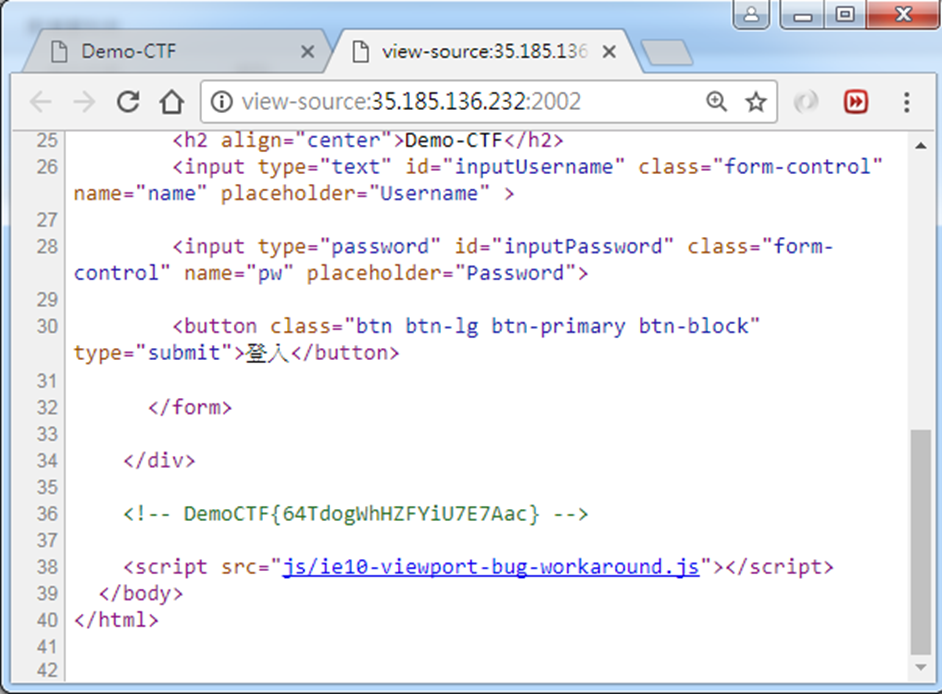 Demo-CTF
view-source:35.185.136
view-source:35.185.136.232:2002
25 <h2 align="center">Demo-CTF</h2>
26 <input type="text" id="inputUsername" class="form-control"
name="name" placeholder="Username" >
27
28 <input type="password" id="inputPassword" class="form-
control" name="pw" placeholder="Password">
29
30 <button class="btn btn-lg btn-primary btn-block"
type="submit">登入</button>
31
32 </form>
33
34 </div>
35
36 <!-- DemoCTF{64TdogWhHZFYiU7E7Aac} -->
37
38 <script src="js/ie10-viewport-bug-workaround.js"></script>
39 </body>
40 </html>
41
42